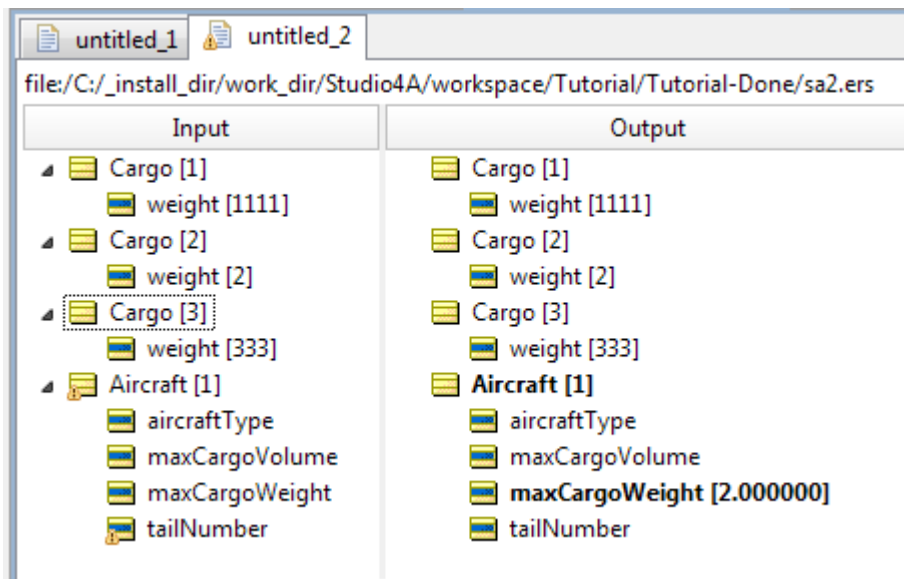 untitled_1 untitled_2
file:/C:/_install_dir/work_dir/Studio4A/workspace/Tutorial/Tutorial-Done/sa2.ers
Input Output
Cargo [1] Cargo [1]
weight [1111] weight [1111]
Cargo [2] Cargo [2]
weight [2] weight [2]
Cargo [3] Cargo [3]
weight [333] weight [333]
Aircraft [1] Aircraft [1]
aircraftType aircraftType
maxCargoVolume maxCargoVolume
maxCargoWeight maxCargoWeight [2.000000]
tailNumber tailNumber